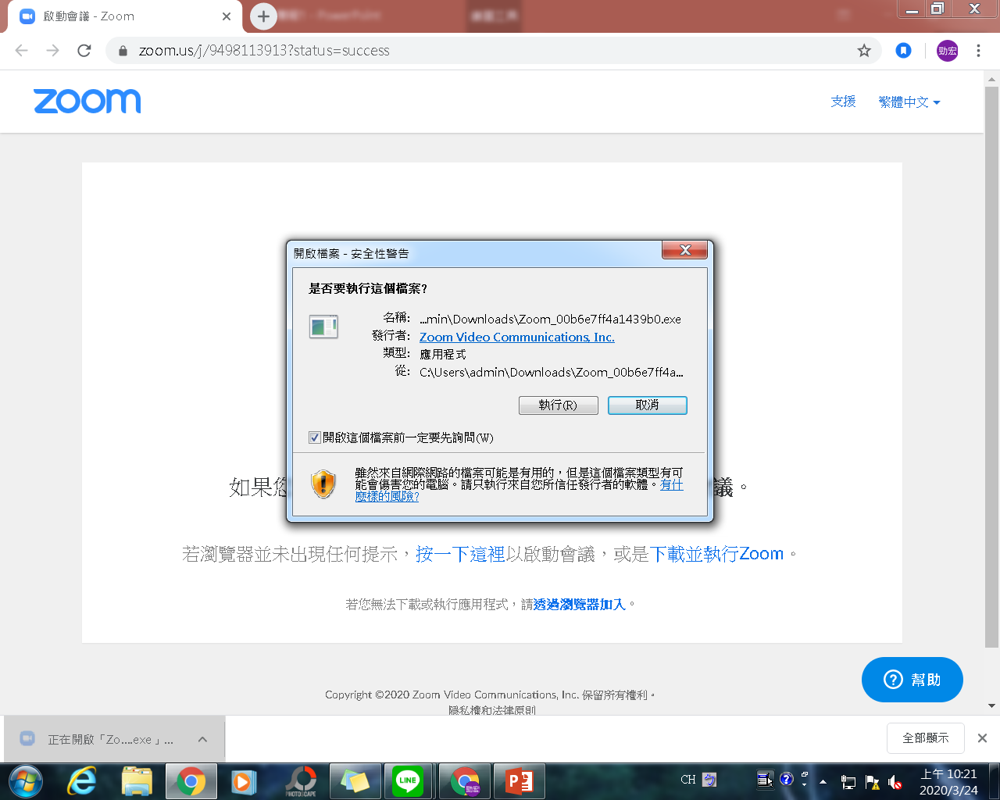 啟動會議 - Zoom
zoom.us/j/9498113913?status=success
勁宏
zoom
支援
繁體中文
開啟檔案 - 安全性警告
是否要執行這個檔案?
名稱: ...min\Downloads\Zoom_00b6e7ff4a1439b0.exe
發行者: Zoom Video Communications, Inc.
類型: 應用程式
從: C:\Users\admin\Downloads\Zoom_00b6e7ff4a...
執行(R)
取消
開啟這個檔案前一定要先詢問(W)
雖然來自網際網路的檔案可能是有用的，但是這個檔案類型有可
能會傷害您的電腦。請只執行來自您所信任發行者的軟體。有什
麼樣的風險?
如果您
議。
若瀏覽器並未出現任何提示，按一下這裡以啟動會議，或是下載並執行Zoom。
若您無法下載或執行應用程式，請透過瀏覽器加入。
幫助
Copyright ©2020 Zoom Video Communications, Inc. 保留所有權利。
隱私權和法律原則
正在開啟「Zo....exe」...
全部顯示
LINE
PHOTOSCAPE
CH
上午 10:21
2020/3/24